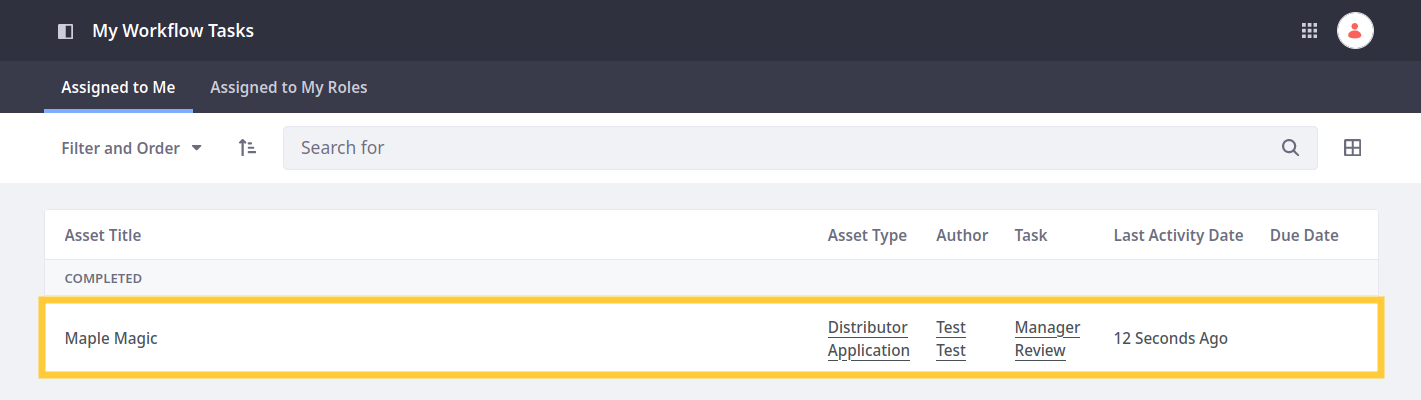 My Workflow Tasks
Assigned to Me Assigned to My Roles
Filter and Order Search for
Asset Title Asset Type Author Task Last Activity Date Due Date
COMPLETED
Maple Magic Distributor Application Test Test Manager Review 12 Seconds Ago